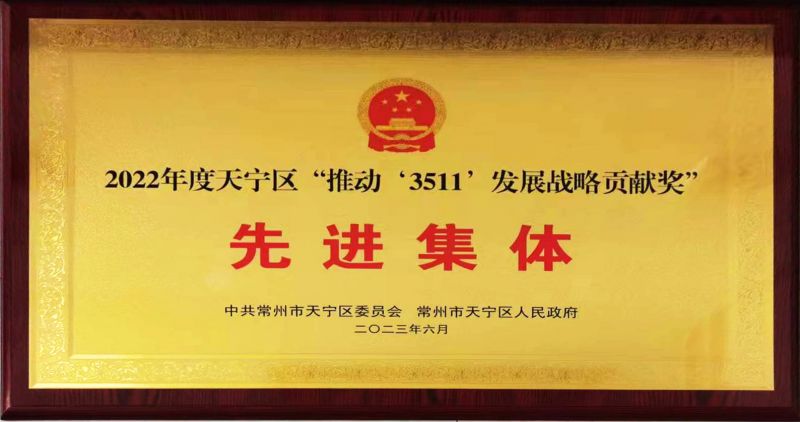 2022年度天宁区“推动‘3511’发展战略贡献奖”
先进集体
中共常州市天宁区委员会 常州市天宁区人民政府
二〇二三年六月